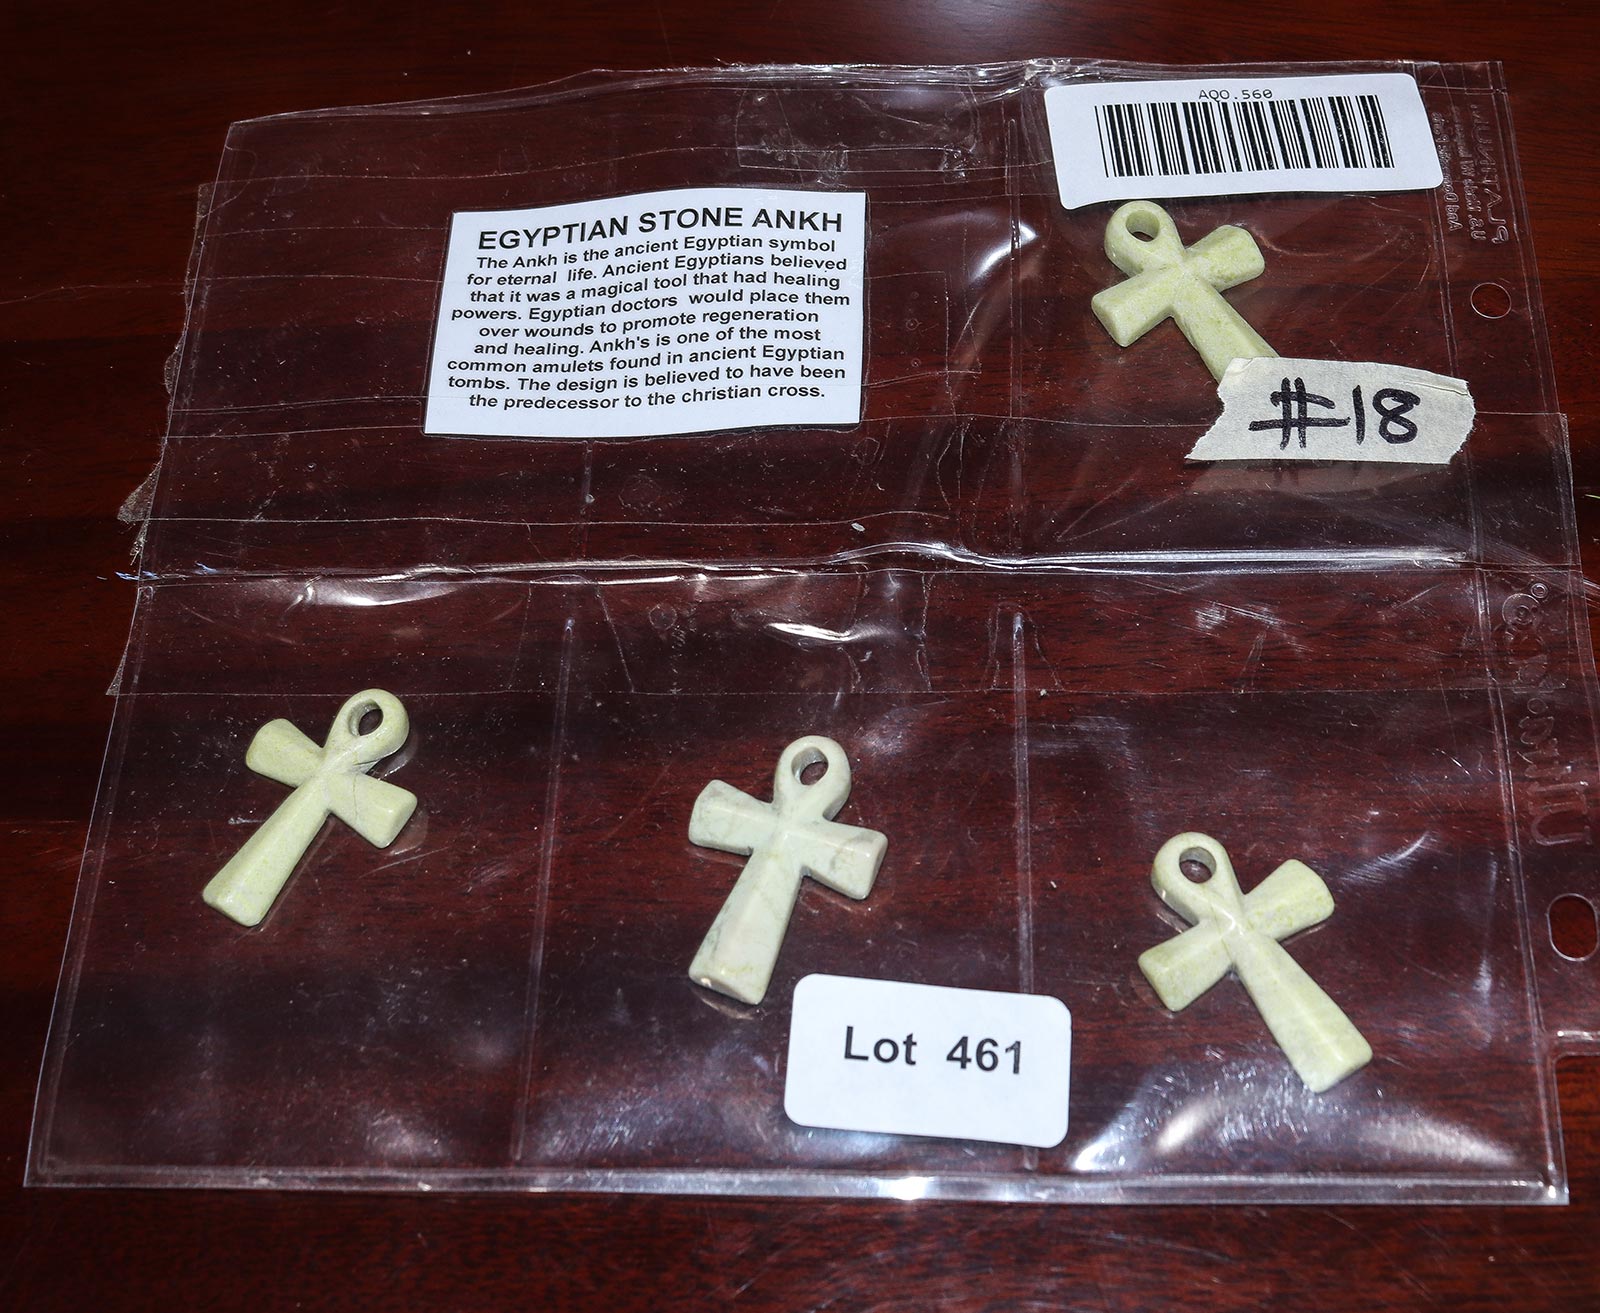 AQO.560
EGYPTIAN STONE ANKH
The Ankh is the ancient Egyptian symbol
for eternal life. Ancient Egyptians believed
that it was a magical tool that had healing
powers. Egyptian doctors would place them
over wounds to promote regeneration
and healing. Ankh's is one of the most
common amulets found in ancient Egyptian
tombs. The design is believed to have been
the predecessor to the christian cross.
#18
Lot 461